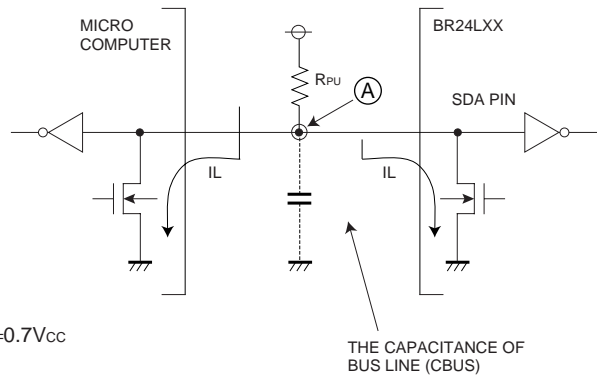 MICRO
COMPUTER
BR24LXX
RPU
A
SDA PIN
IL
IL
=0.7VCC
THE CAPACITANCE OF
BUS LINE (CBUS)